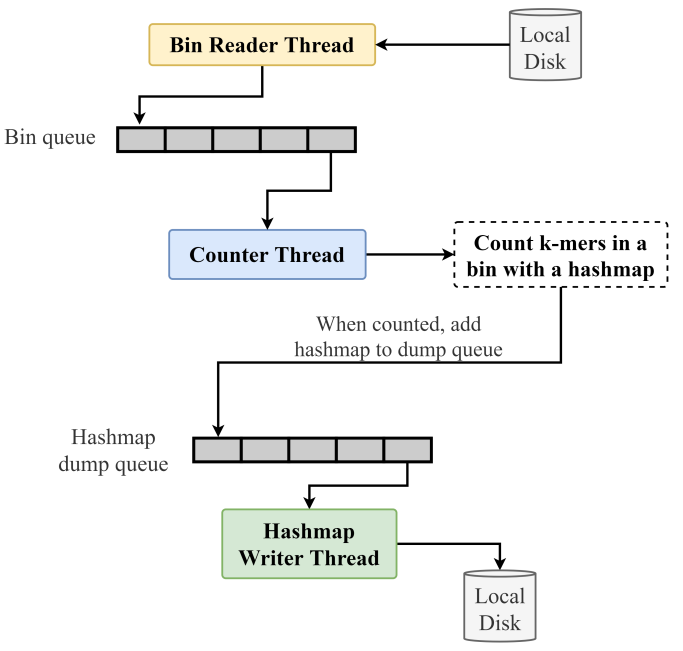 Bin Reader Thread
Local
Disk
Bin queue
Counter Thread
Count k-mers in a
bin with a hashmap
When counted, add
hashmap to dump queue
Hashmap
dump queue
Hashmap
Writer Thread
Local
Disk